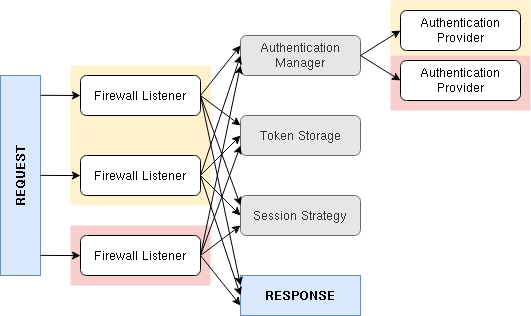 REQUEST
Firewall Listener
Firewall Listener
Firewall Listener
Authentication
Manager
Token Storage
Session Strategy
RESPONSE
Authentication
Provider
Authentication
Provider